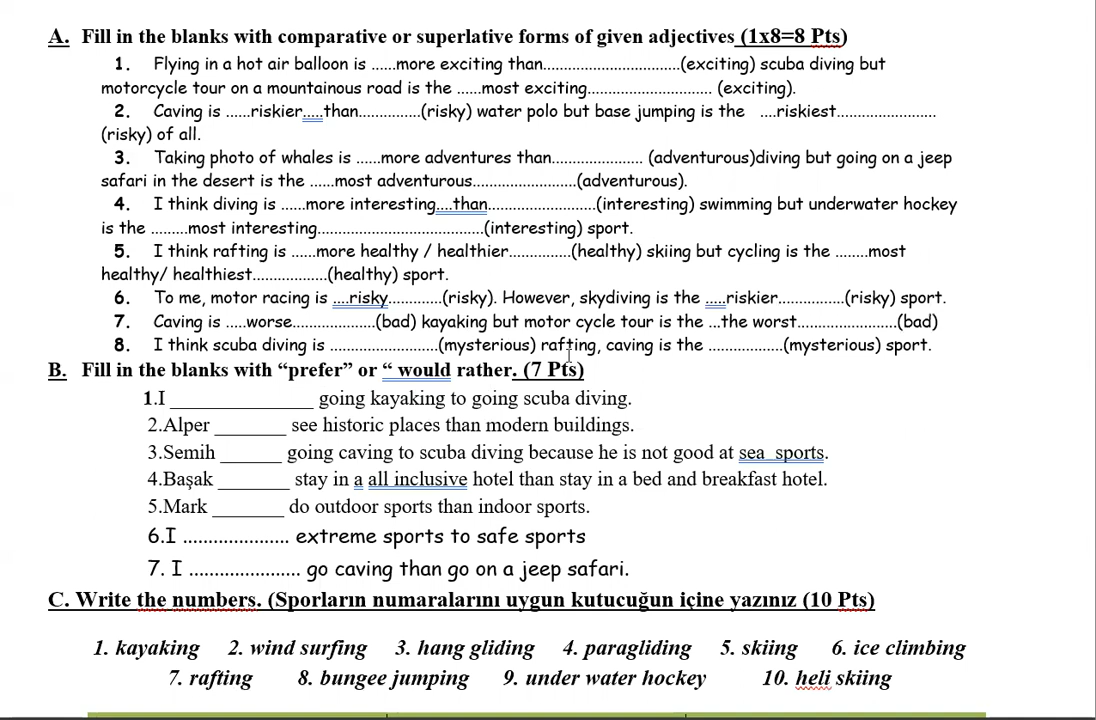 A. Fill in the blanks with comparative or superlative forms of given adjectives (1x8=8 Pts)
1. Flying in a hot air balloon is ......more exciting than................................(exciting) scuba diving but
motorcycle tour on a mountainous road is the ......most exciting............................. (exciting).
2. Caving is ......riskier.....than...............(risky) water polo but base jumping is the ....riskiest........................
(risky) of all.
3. Taking photo of whales is ......more adventures than..................... (adventurous)diving but going on a jeep
safari in the desert is the ......most adventurous.........................(adventurous).
4. I think diving is ......more interesting....than..........................(interesting) swimming but underwater hockey
is the .........most interesting.......................................(interesting) sport.
5. I think rafting is ......more healthy / healthier...............(healthy) skiing but cycling is the ........most
healthy/ healthiest..................(healthy) sport.
6. To me, motor racing is ....risky.............(risky). However, skydiving is the .....riskier................(risky) sport.
7. Caving is .....worse....................(bad) kayaking but motor cycle tour is the ...the worst........................(bad)
8. I think scuba diving is ..........................(mysterious) rafting, caving is the ..................(mysterious) sport.
B. Fill in the blanks with “prefer” or “ would rather. (7 Pts)
1.I ______________ going kayaking to going scuba diving.
2.Alper _______ see historic places than modern buildings.
3.Semih ______ going caving to scuba diving because he is not good at sea sports.
4.Başak _______ stay in a all inclusive hotel than stay in a bed and breakfast hotel.
5.Mark _______ do outdoor sports than indoor sports.
6.I ..................... extreme sports to safe sports
7. I ...................... go caving than go on a jeep safari.
C. Write the numbers. (Sporların numaralarını uygun kutucuğun içine yazınız (10 Pts)
1. kayaking 2. wind surfing 3. hang gliding 4. paragliding 5. skiing 6. ice climbing
7. rafting 8. bungee jumping 9. under water hockey 10. heli skiing